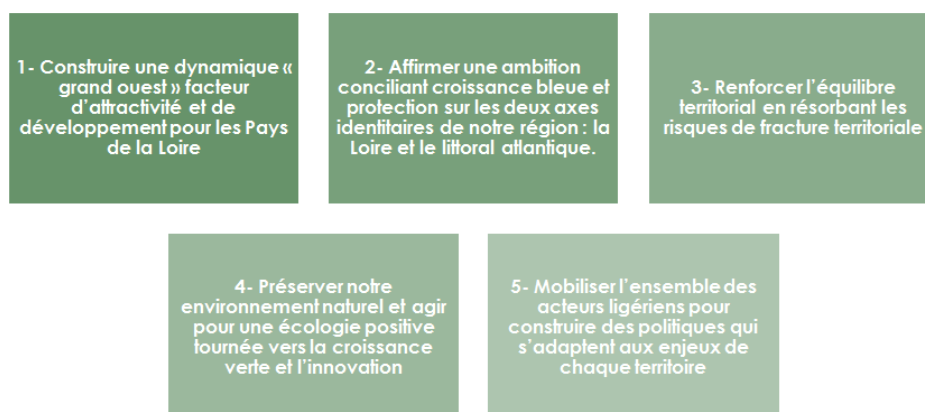 1- Construire une dynamique «
grand ouest » facteur
d’attractivité et de
développement pour les Pays
de la Loire
2- Affirmer une ambition
conciliant croissance bleue et
protection sur les deux axes
identitaires de notre région : la
Loire et le littoral atlantique.
3- Renforcer l’équilibre
territorial en résorbant les
risques de fracture territoriale
4- Préserver notre
environnement naturel et agir
pour une écologie positive
tournée vers la croissance
verte et l’innovation
5- Mobiliser l’ensemble des
acteurs ligériens pour
construire des politiques qui
s’adaptent aux enjeux de
chaque territoire